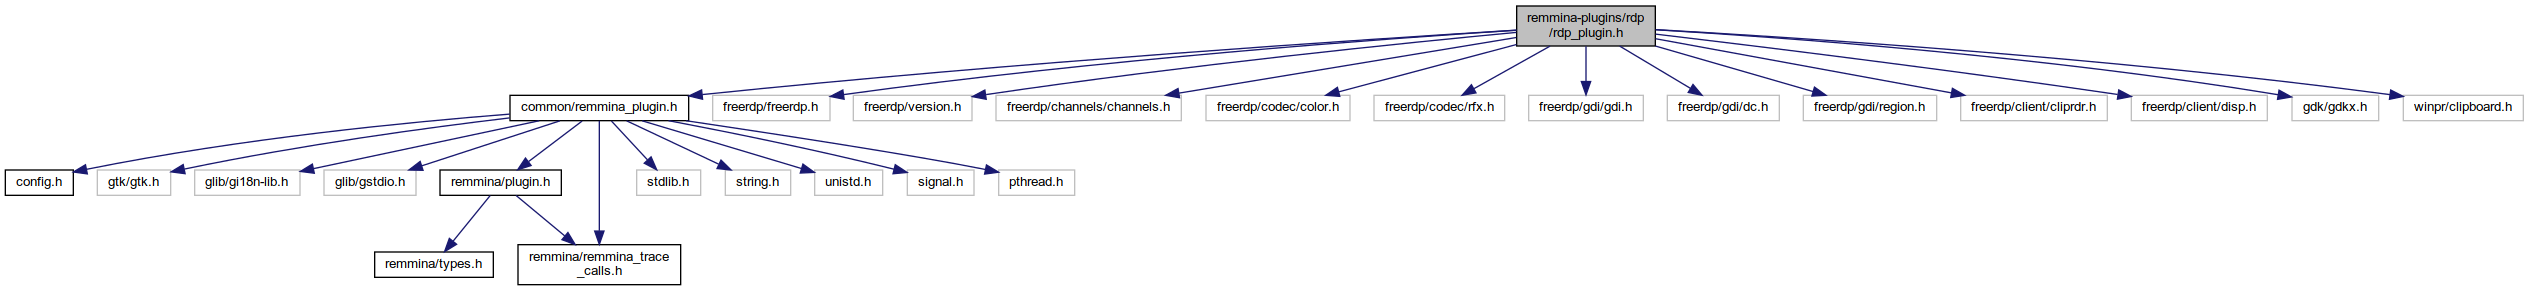 remmina-plugins/rdp
/rdp_plugin.h
common/remmina_plugin.h
freerdp/freerdp.h
freerdp/version.h
freerdp/channels/channels.h
freerdp/codec/color.h
freerdp/codec/rfx.h
freerdp/gdi/gdi.h
freerdp/gdi/dc.h
freerdp/gdi/region.h
freerdp/client/cliprdr.h
freerdp/client/disp.h
gdk/gdkx.h
winpr/clipboard.h
config.h
gtk/gtk.h
glib/gi18n-lib.h
glib/gstdio.h
remmina/plugin.h
stdlib.h
string.h
unistd.h
signal.h
pthread.h
remmina/types.h
remmina/remmina_trace
_calls.h